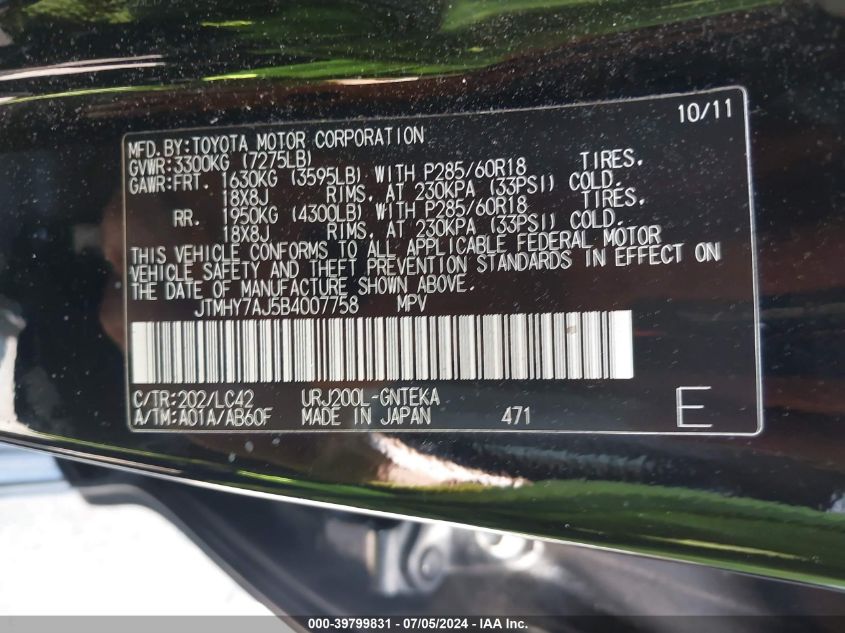 10/11
MFD.BY:TOYOTA MOTOR CORPORATION
GVWR:3300KG (7275LB)
GAWR:FRT. 1630KG (3595LB) WITH P285/60R18 TIRES,
18X8J RIMS, AT 230KPA (33PSI) COLD.
RR. 1950KG (4300LB) WITH P285/60R18 TIRES,
18X8J RIMS, AT 230KPA (33PSI) COLD.
THIS VEHICLE CONFORMS TO ALL APPLICABLE FEDERAL MOTOR
VEHICLE SAFETY AND THEFT PREVENTION STANDARDS IN EFFECT ON
THE DATE OF MANUFACTURE SHOWN ABOVE.
JTMHY7AJ5B4007758 MPV
C/TR:202/LC42 URJ200L-GNTEKA
A/TM:A01A/AB60F MADE IN JAPAN 471 E
000-39799831 / 07/05/2024 - IAA Inc.